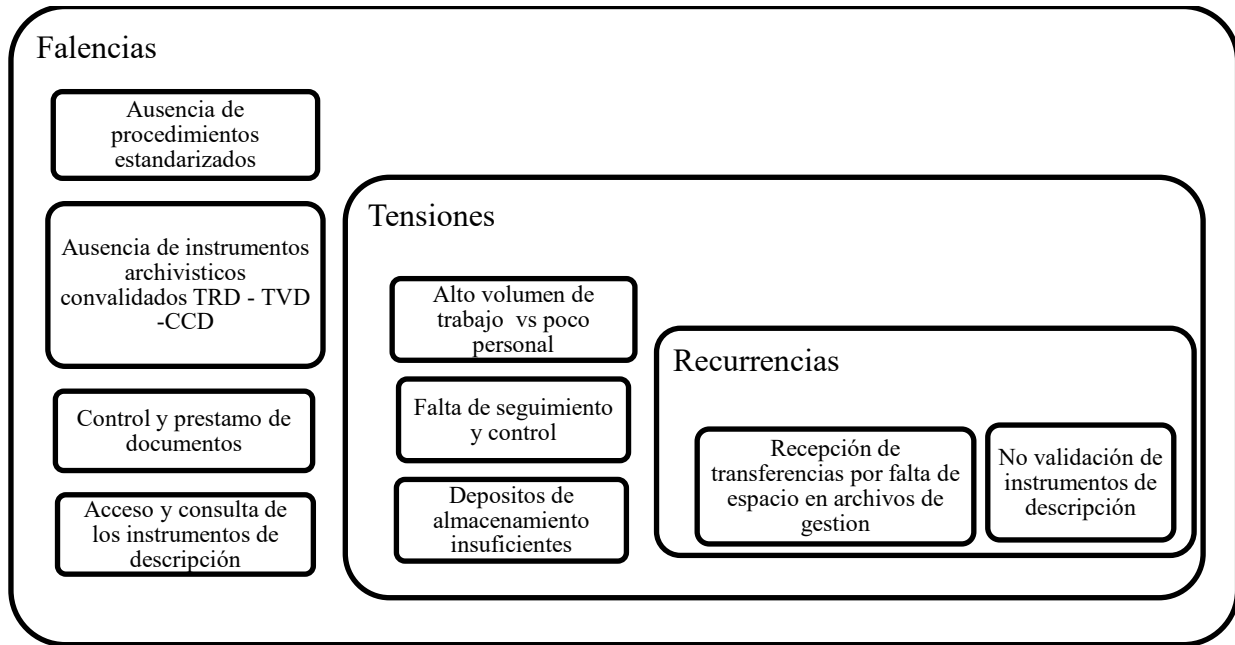 Falencias
Ausencia de
procedimientos
estandarizados
Ausencia de instrumentos
archivisticos
convalidados TRD - TVD
-CCD
Control y prestamo de
documentos
Acceso y consulta de
los instrumentos de
descripción
Tensiones
Alto volumen de
trabajo vs poco
personal
Falta de seguimiento
y control
Depositos de
almacenamiento
insuficientes
Recurrencias
Recepción de
transferencias por falta de
espacio en archivos de
gestion
No validación de
instrumentos de
descripción